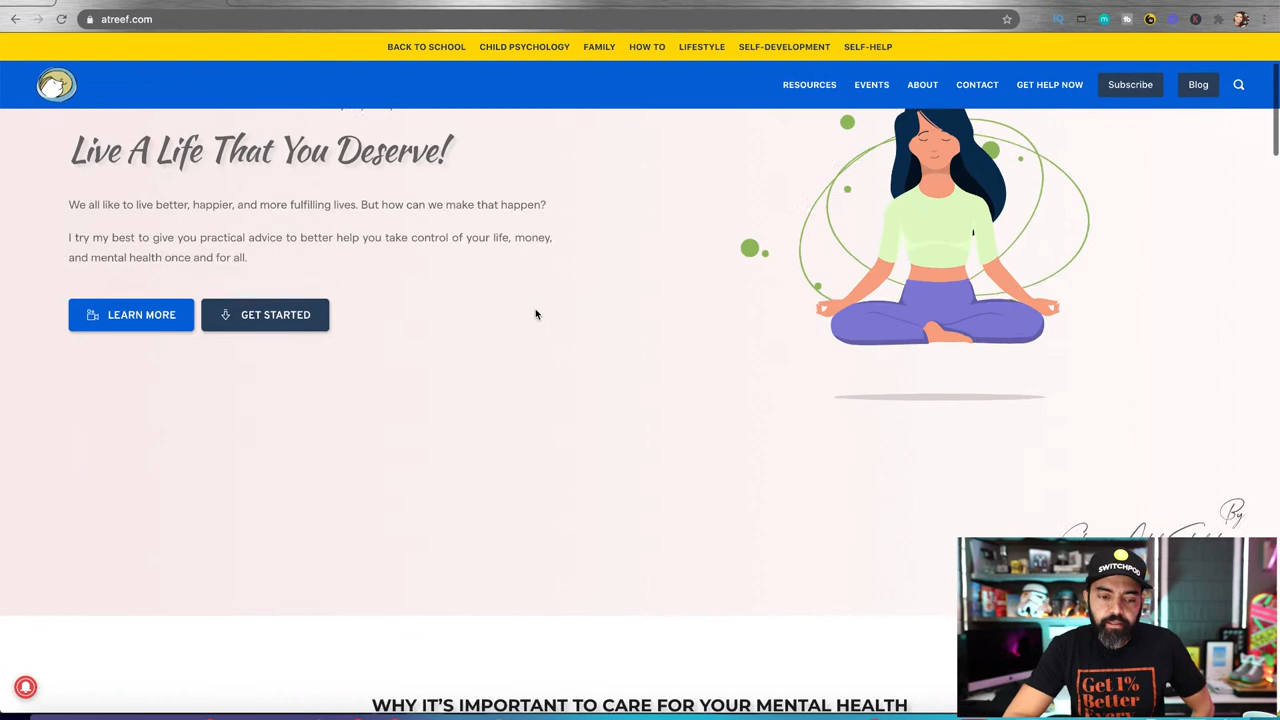 atreef.com
BACK TO SCHOOL CHILD PSYCHOLOGY FAMILY HOW TO LIFESTYLE SELF-DEVELOPMENT SELF-HELP
RESOURCES EVENTS ABOUT CONTACT GET HELP NOW Subscribe Blog
Live A Life That You Deserve!
We all like to live better, happier, and more fulfilling lives. But how can we make that happen?
I try my best to give you practical advice to better help you take control of your life, money,
and mental health once and for all.
LEARN MORE GET STARTED
By
SWITCHPOD
Get 1%
Better
Every
WHY IT'S IMPORTANT TO CARE FOR YOUR MENTAL HEALTH